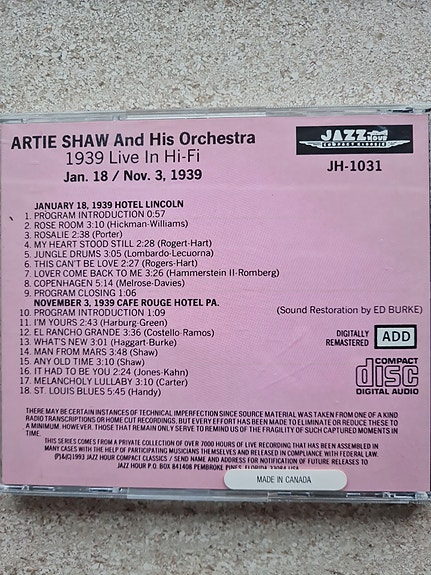 ARTIE SHAW And His Orchestra
1939 Live In Hi-Fi
Jan. 18 / Nov. 3, 1939
JAZZ HOUR
COMPACT CLASSICS
JH-1031
JANUARY 18, 1939 HOTEL LINCOLN
1. PROGRAM INTRODUCTION 0:57
2. ROSE ROOM 3:10 (Hickman-Williams)
3. ROSALIE 2:38 (Porter)
4. MY HEART STOOD STILL 2:28 (Rogert-Hart)
5. JUNGLE DRUMS 3:05 (Lombardo-Lecuorna)
6. THIS CAN'T BE LOVE 2:27 (Rogers-Hart)
7. LOVER COME BACK TO ME 3:26 (Hammerstein II-Romberg)
8. COPENHAGEN 5:14 (Melrose-Davies)
9. PROGRAM CLOSING 1:06
NOVEMBER 3, 1939 CAFE ROUGE HOTEL PA.
10. PROGRAM INTRODUCTION 1:09
11. I'M YOURS 2:43 (Harburg-Green)
12. EL RANCHO GRANDE 3:36 (Costello-Ramos)
13. WHAT'S NEW 3:01 (Haggart-Burke)
14. MAN FROM MARS 3:48 (Shaw)
15. ANY OLD TIME 3:10 (Shaw)
16. IT HAD TO BE YOU 2:24 (Jones-Kahn)
17. MELANCHOLY LULLABY 3:10 (Carter)
18. ST. LOUIS BLUES 5:45 (Handy)
(Sound Restoration by ED BURKE)
DIGITALLY
REMASTERED
ADD
COMPACT
disc
DIGITAL AUDIO
THERE MAY BE CERTAIN INSTANCES OF TECHNICAL IMPERFECTION SINCE SOURCE MATERIAL WAS TAKEN FROM ONE OF A KIND
RADIO TRANSCRIPTIONS OR HOME CUT RECORDINGS. BUT EVERY EFFORT HAS BEEN MADE TO ELIMINATE OR REDUCE THESE TO
A MINIMUM. HOWEVER. THOSE THAT REMAIN ONLY SERVE TO REMIND US OF THE FRAGILITY OF SUCH CAPTURED MOMENTS IN
TIME.
THIS SERIES COMES FROM A PRIVATE COLLECTION OF OVER 7000 HOURS OF LIVE RECORDING THAT HAS BEEN ASSEMBLED IN
MANY CASES WITH THE HELP OF PARTICIPATING MUSICIANS THEMSELVES AND RELEASED IN COMPLIANCE WITH FEDERAL LAW.
(P)&(C)1993 JAZZ HOUR COMPACT CLASSICS / SEND NAME AND ADDRESS FOR NOTIFICATION OF FUTURE RELEASES TO
JAZZ HOUR P.O. BOX 841408 PEMBROKE PINES, FLORIDA 33084 USA
MADE IN CANADA